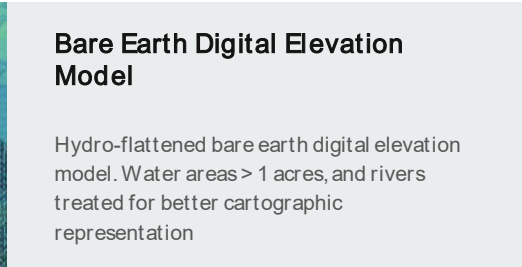 Bare Earth Digital Elevation
Model
Hydro-flattened bare earth digital elevation
model. Water areas > 1 acres, and rivers
treated for better cartographic
representation